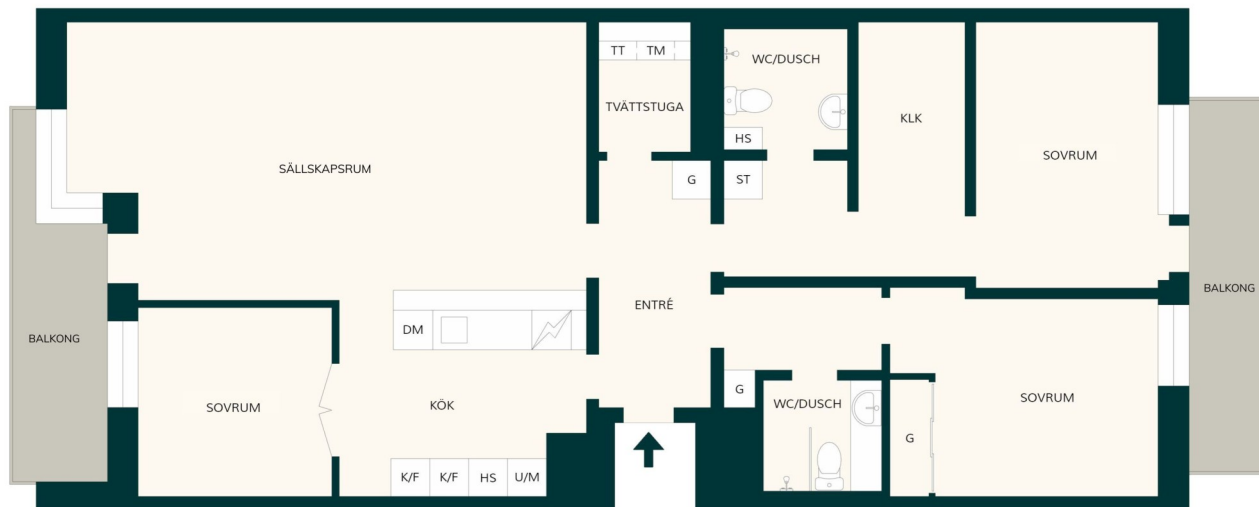 TT
TM
WC/DUSCH
TVÄTTSTUGA
KLK
HS
SOVRUM
SÄLLSKAPSRUM
G
ST
BALKONG
ENTRÉ
DM
BALKONG
SOVRUM
KÖK
G
WC/DUSCH
SOVRUM
G
K/F
K/F
HS
U/M